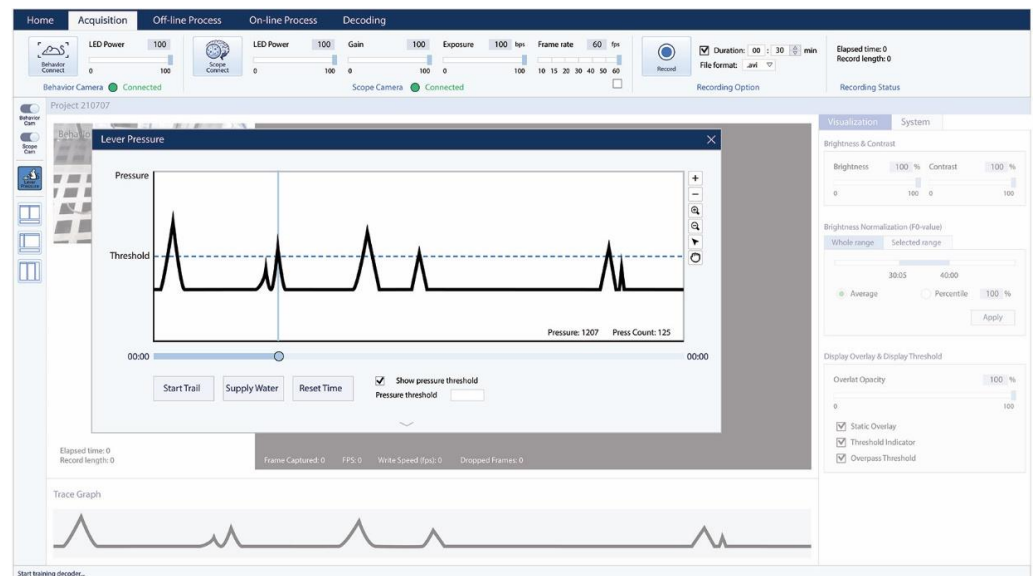 Home Acquisition Off-line Process On-line Process Decoding
LED Power 100 LED Power 100 Gain 100 Exposure 100 bps Frame rate 60 fps
Duration: 00 : 30 min
Elapsed time: 0
Record length: 0
Behavior Connect
0 100
Scope Connect
0 100 0 100 0 100 10 15 20 30 40 50 60
Record
File format: .avi
Behavior Camera Connected
Scope Camera Connected
Recording Option
Recording Status
Behavior Cam
Scope Cam
Lever Pressure
Project 210707
Behavio
Lever Pressure
Pressure
Threshold
Pressure: 1207 Press Count: 125
00:00 00:00
Start Trail Supply Water Reset Time
Show pressure threshold
Pressure threshold
Elapsed time: 0
Record length: 0
Frame Captured: 0 FPS: 0 Write Speed (fps): 0 Dropped Frames: 0
Trace Graph
Visualization System
Brightness & Contrast
Brightness 100 % Contrast 100 %
0 100 0 100
Brightness Normalization (F0-value)
Whole range Selected range
30:05 40:00
Average Percentile 100 %
Apply
Display Overlay & Display Threshold
Overlat Opacity 100 %
0 100
Static Overlay
Threshold Indicator
Overpass Threshold
Start training decoder...